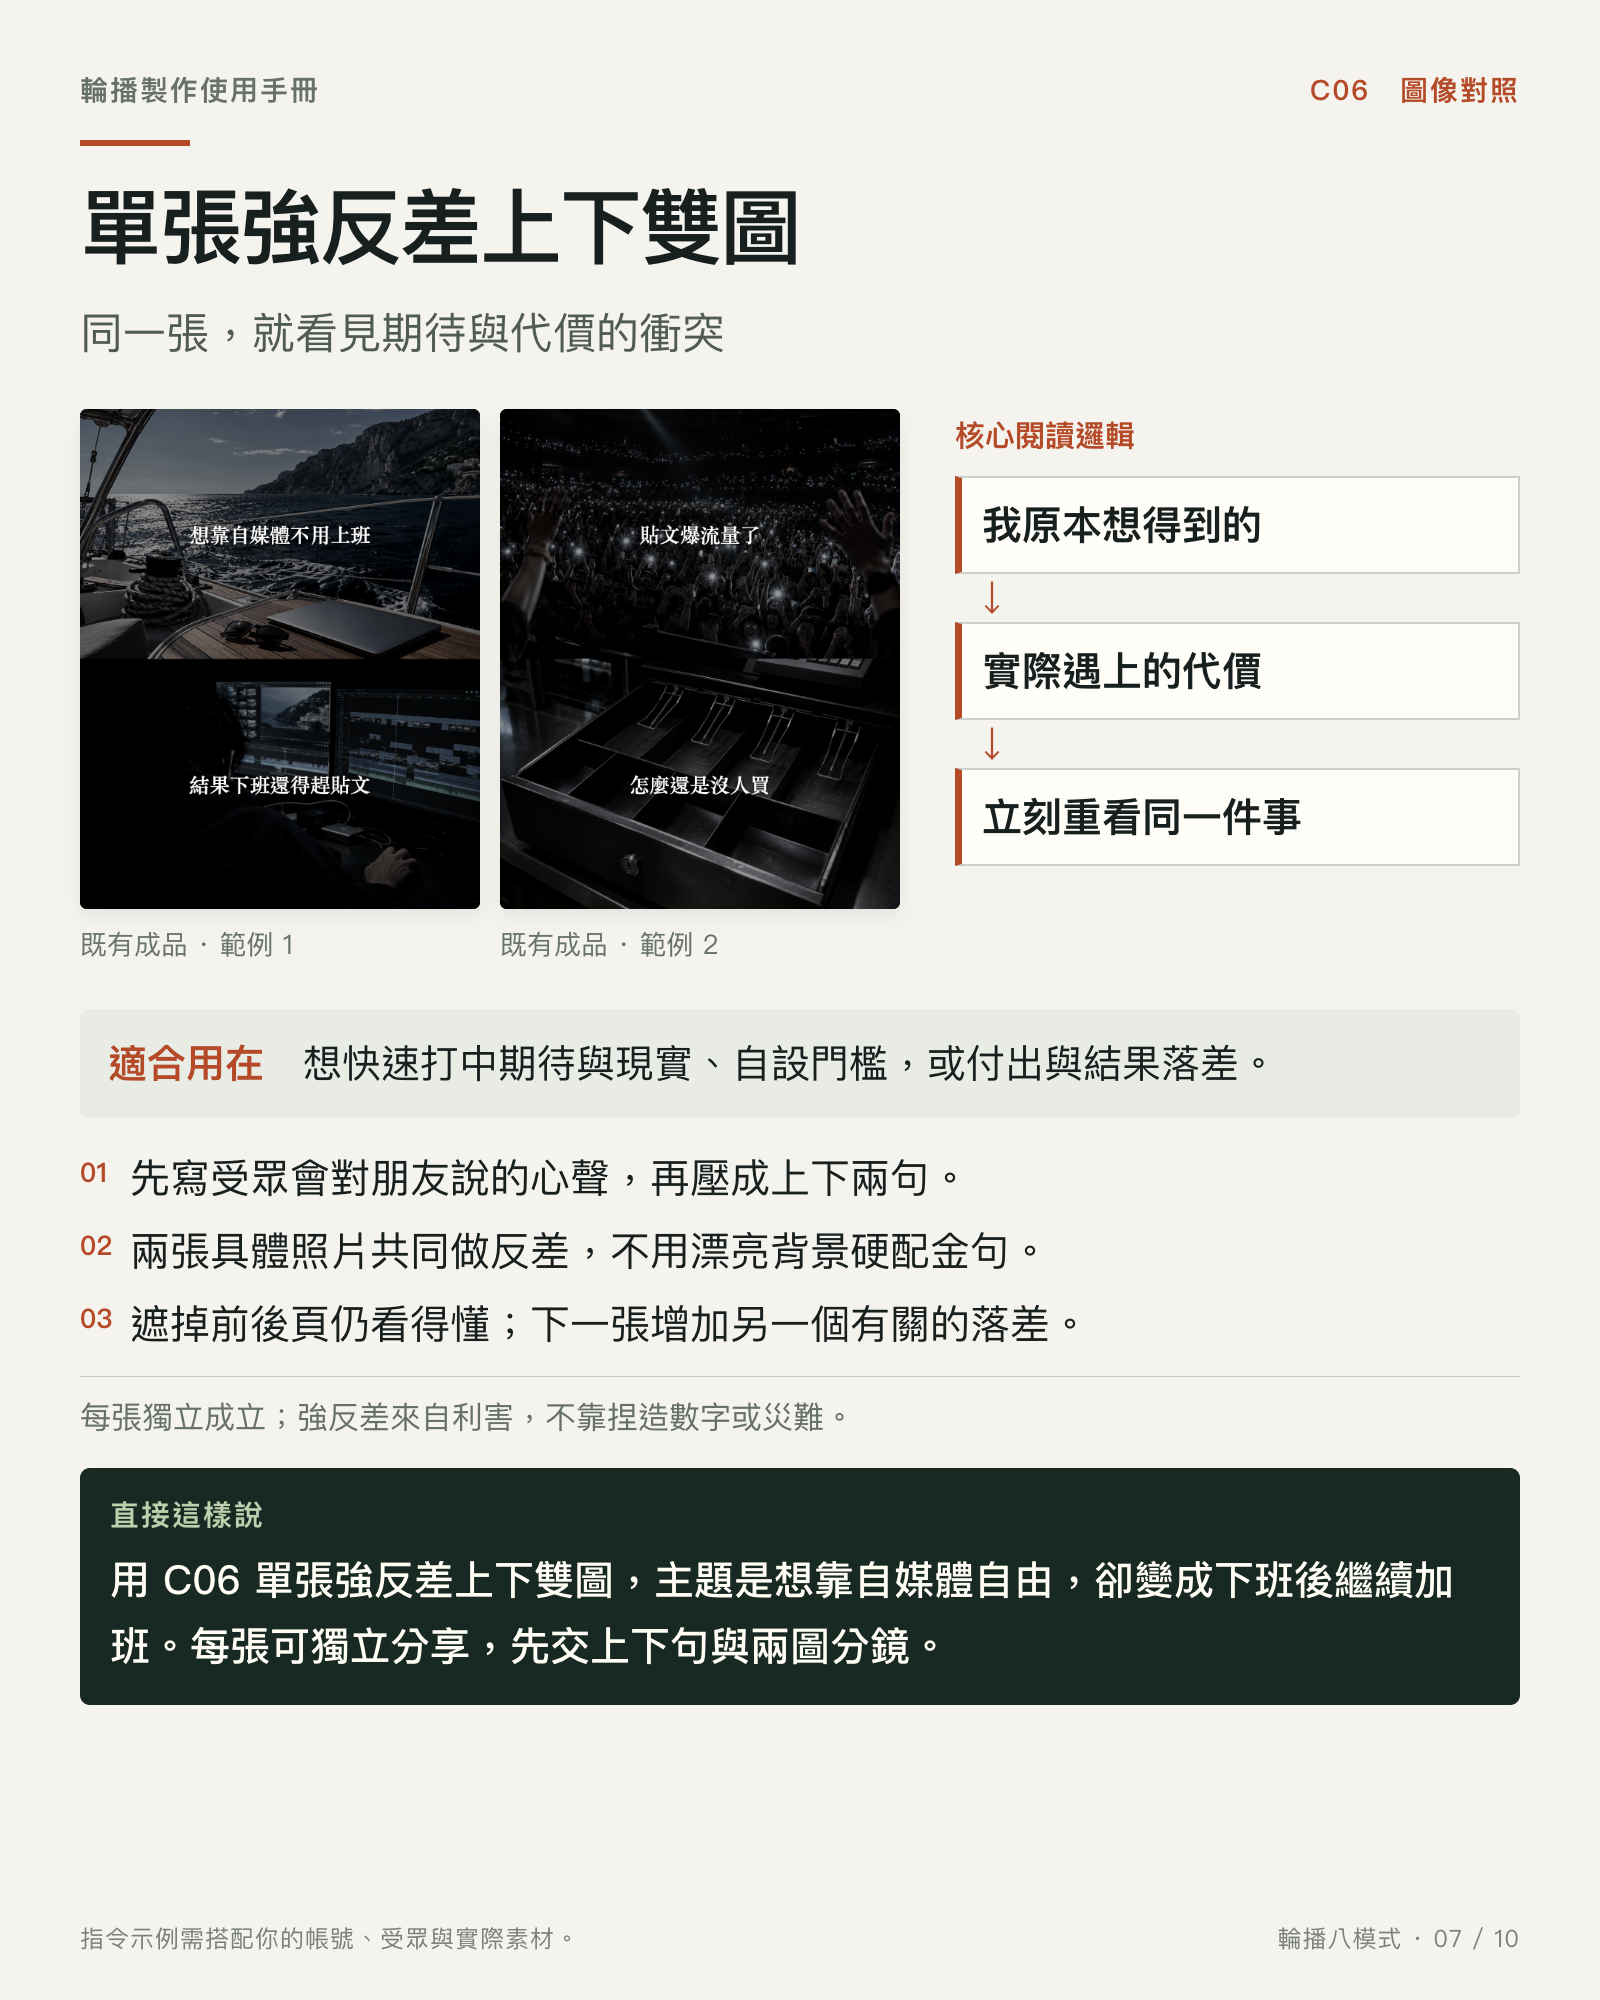 輪播製作使用手冊
C06 圖像對照
單張強反差上下雙圖
同一張，就看見期待與代價的衝突
想靠自媒體不用上班
結果下班還得趕貼文
既有成品・範例 1
貼文爆流量了
怎麼還是沒人買
既有成品・範例 2
核心閱讀邏輯
我原本想得到的
↓
實際遇上的代價
↓
立刻重看同一件事
適合用在 想快速打中期待與現實、自設門檻，或付出與結果落差。
01 先寫受眾會對朋友說的心聲，再壓成上下兩句。
02 兩張具體照片共同做反差，不用漂亮背景硬配金句。
03 遮掉前後頁仍看得懂；下一張增加另一個有關的落差。
每張獨立成立；強反差來自利害，不靠捏造數字或災難。
直接這樣說
用 C06 單張強反差上下雙圖，主題是想靠自媒體自由，卻變成下班後繼續加
班。每張可獨立分享，先交上下句與兩圖分鏡。
指令示例需搭配你的帳號、受眾與實際素材。
輪播八模式・07 / 10